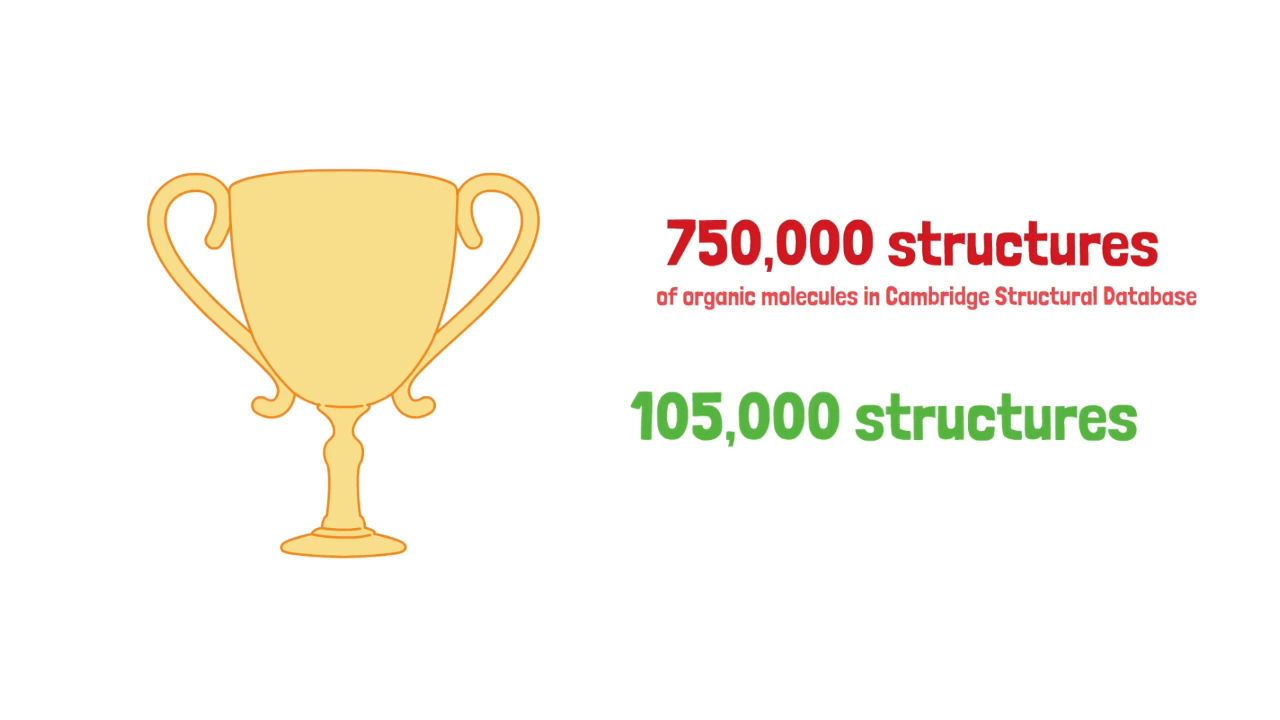 750,000 structures
of organic molecules in Cambridge Structural Database
105,000 structures